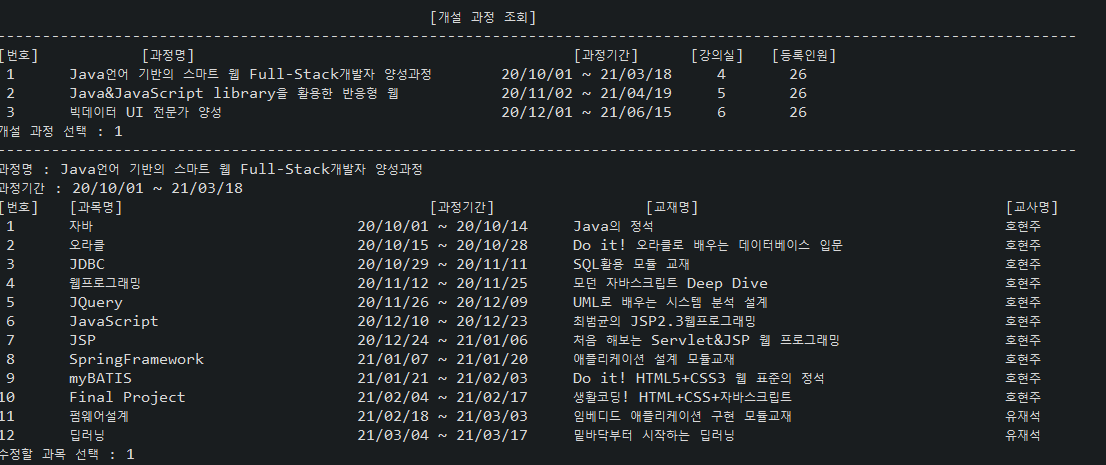 [개설 과정 조회]
------------------------------------------------------------------------------------------------------------------------
[번호] [과정명] [과정기간] [강의실] [등록인원]
1 Java언어 기반의 스마트 웹 Full-Stack개발자 양성과정 20/10/01 ~ 21/03/18 4 26
2 Java&JavaScript library을 활용한 반응형 웹 20/11/02 ~ 21/04/19 5 26
3 빅데이터 UI 전문가 양성 20/12/01 ~ 21/06/15 6 26
개설 과정 선택 : 1
------------------------------------------------------------------------------------------------------------------------
과정명 : Java언어 기반의 스마트 웹 Full-Stack개발자 양성과정
과정기간 : 20/10/01 ~ 21/03/18
[번호] [과목명] [과정기간] [교재명] [교사명]
1 자바 20/10/01 ~ 20/10/14 Java의 정석 호현주
2 오라클 20/10/15 ~ 20/10/28 Do it! 오라클로 배우는 데이터베이스 입문 호현주
3 JDBC 20/10/29 ~ 20/11/11 SQL활용 모듈 교재 호현주
4 웹프로그래밍 20/11/12 ~ 20/11/25 모던 자바스크립트 Deep Dive 호현주
5 JQuery 20/11/26 ~ 20/12/09 UML로 배우는 시스템 분석 설계 호현주
6 JavaScript 20/12/10 ~ 20/12/23 최범균의 JSP2.3웹프로그래밍 호현주
7 JSP 20/12/24 ~ 21/01/06 처음 해보는 Servlet&JSP 웹 프로그래밍 호현주
8 SpringFramework 21/01/07 ~ 21/01/20 애플리케이션 설계 모듈교재 호현주
9 myBATIS 21/01/21 ~ 21/02/03 Do it! HTML5+CSS3 웹 표준의 정석 호현주
10 Final Project 21/02/04 ~ 21/02/17 생활코딩! HTML+CSS+자바스크립트 호현주
11 펌웨어설계 21/02/18 ~ 21/03/03 임베디드 애플리케이션 구현 모듈교재 유재석
12 딥러닝 21/03/04 ~ 21/03/17 밑바닥부터 시작하는 딥러닝 유재석
수정할 과목 선택 : 1